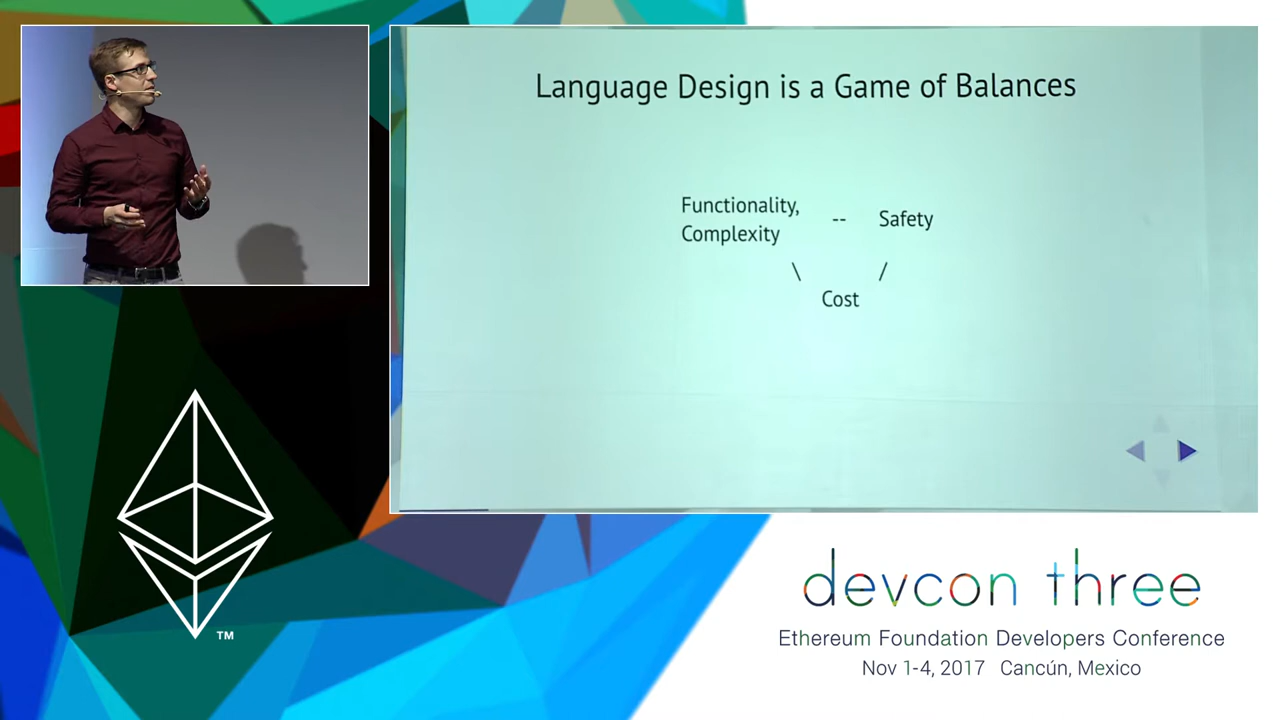 Language Design is a Game of Balances
Functionality,
Complexity
--
Safety
\
/
Cost
TM
devcon three
Ethereum Foundation Developers Conference
Nov 1-4, 2017 Cancún, Mexico